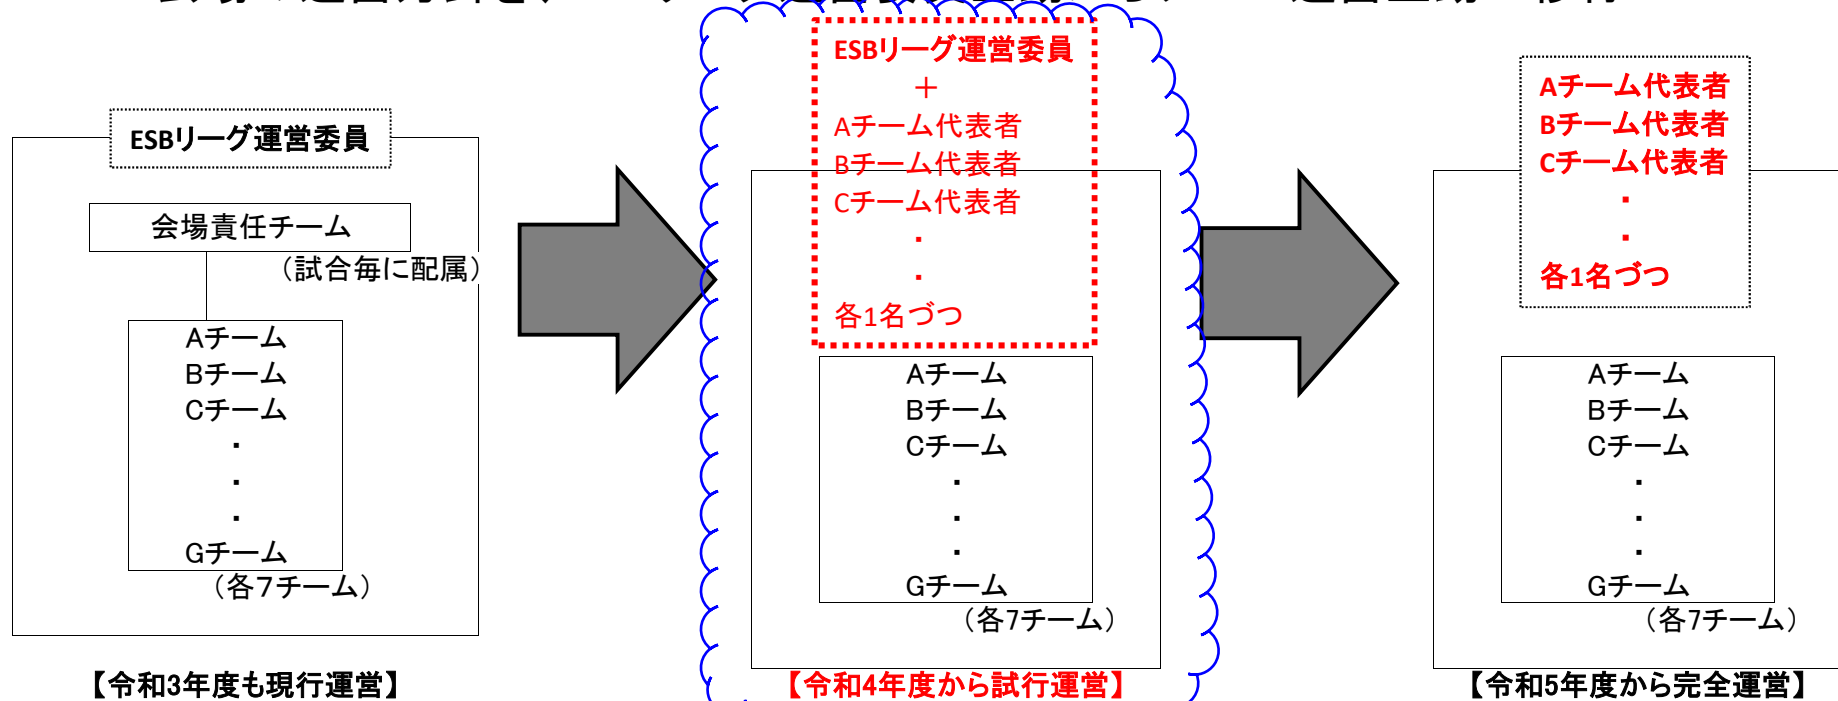 ESBリーグ運営委員
会場責任チーム
（試合毎に配属）
Aチーム
Bチーム
Cチーム
・
・
・
Gチーム
（各7チーム）
【令和3年度も現行運営】
ESBリーグ運営委員
＋
Aチーム代表者
Bチーム代表者
Cチーム代表者
・
・
各1名づつ
Aチーム
Bチーム
Cチーム
・
・
・
Gチーム
（各7チーム）
【令和4年度から試行運営】
Aチーム代表者
Bチーム代表者
Cチーム代表者
・
・
各1名づつ
Aチーム
Bチーム
Cチーム
・
・
・
Gチーム
（各7チーム）
【令和5年度から完全運営】